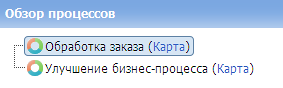 Обзор процессов
Обработка заказа (Карта)
Улучшение бизнес-процесса (Карта)